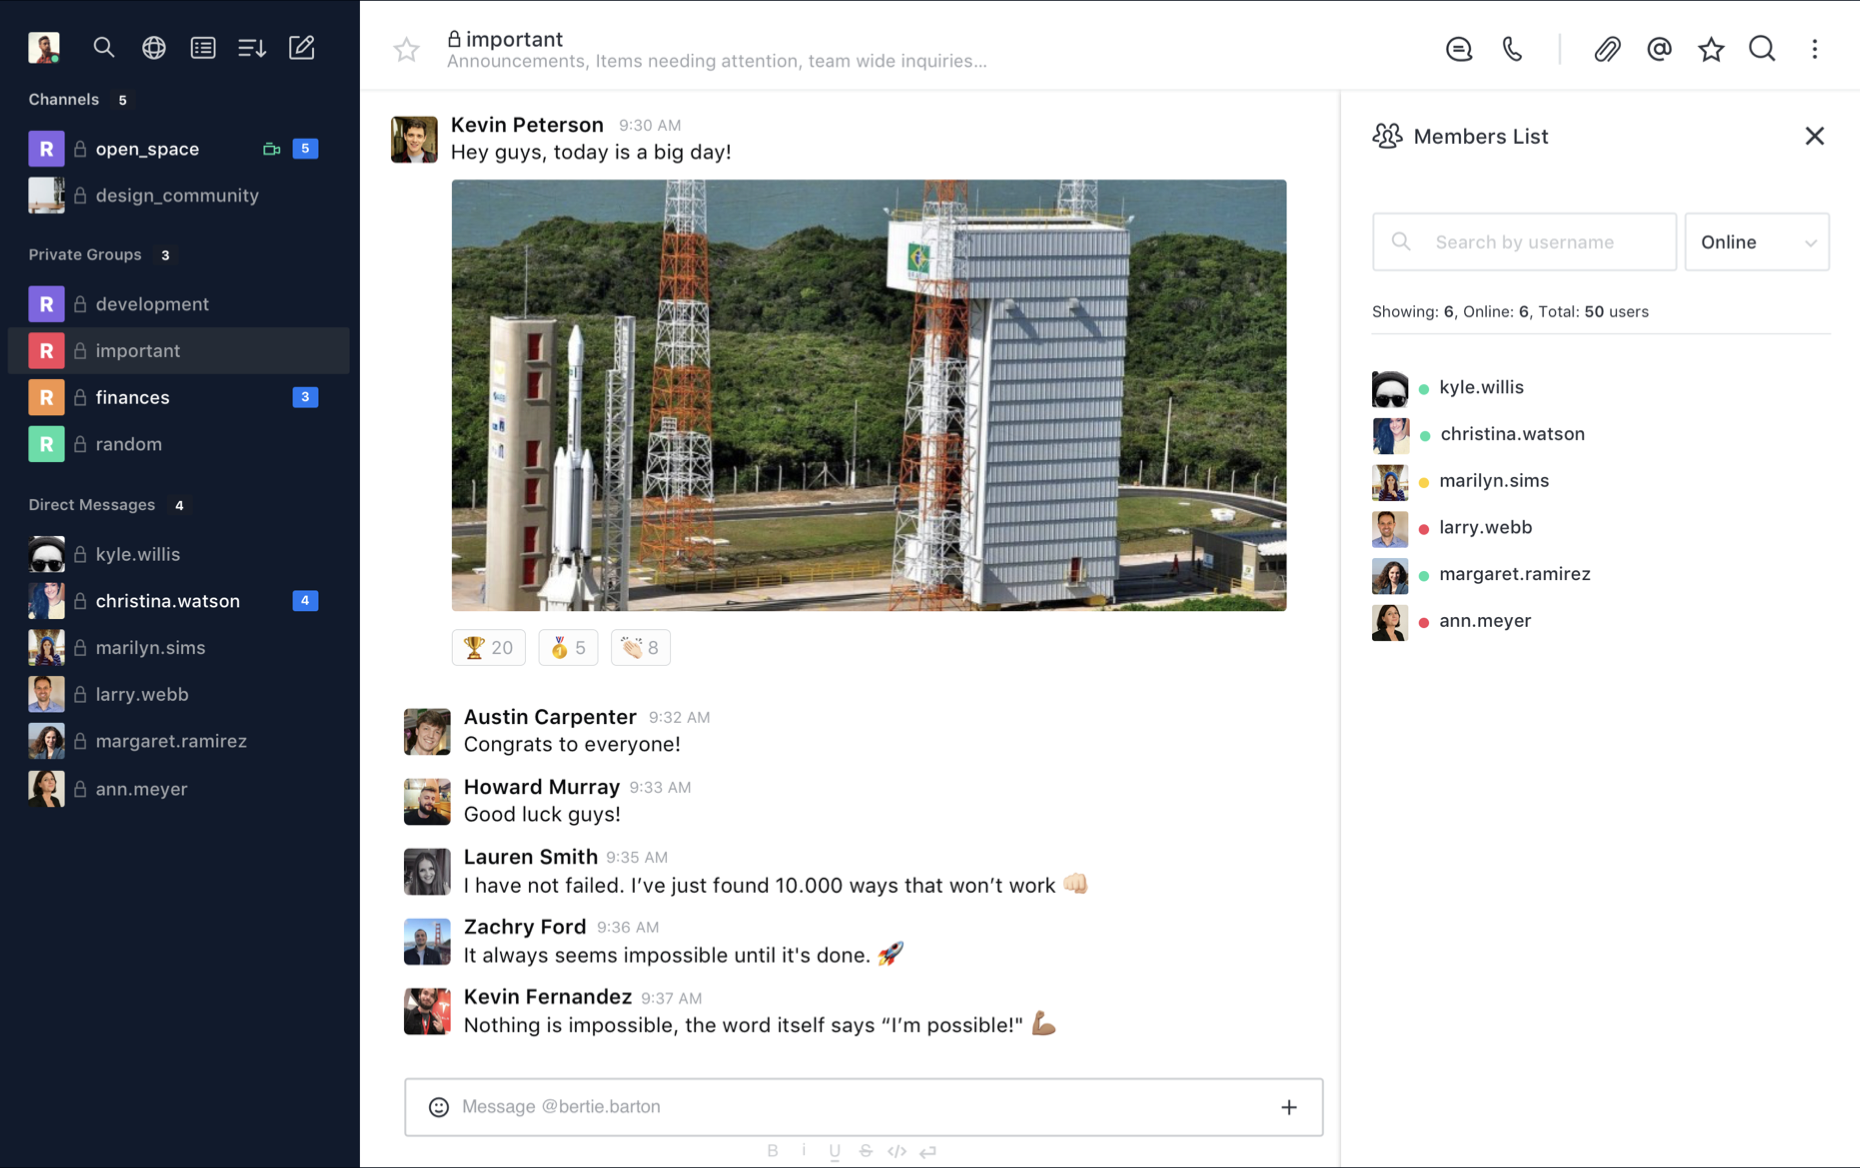 Channels 5
R open_space 5
design_community
Private Groups 3
R development
R important
R finances 3
R random
Direct Messages 4
kyle.willis
christina.watson 4
marilyn.sims
larry.webb
margaret.ramirez
ann.meyer
important
Announcements, Items needing attention, team wide inquiries...
Kevin Peterson 9:30 AM
Hey guys, today is a big day!
20 5 8
Austin Carpenter 9:32 AM
Congrats to everyone!
Howard Murray 9:33 AM
Good luck guys!
Lauren Smith 9:35 AM
I have not failed. I’ve just found 10.000 ways that won’t work 👊🏻
Zachry Ford 9:36 AM
It always seems impossible until it's done. 🚀
Kevin Fernandez 9:37 AM
Nothing is impossible, the word itself says “I’m possible!" 💪🏽
Message @bertie.barton
B i U S </>
Members List
Search by username
Online
Showing: 6, Online: 6, Total: 50 users
kyle.willis
christina.watson
marilyn.sims
larry.webb
margaret.ramirez
ann.meyer